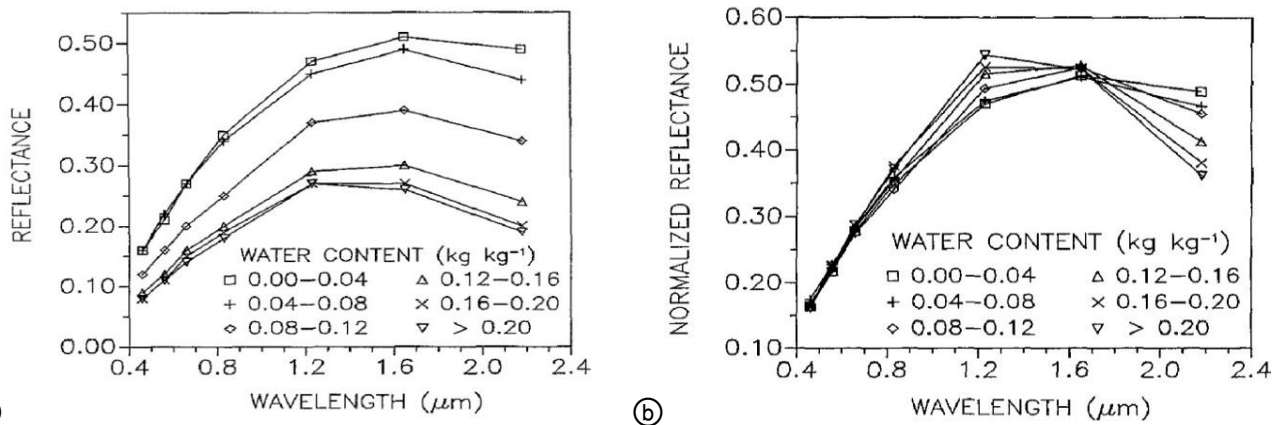 0.50
0.40
0.30
0.20
0.10
0.00
REFLECTANCE
WATER CONTENT (kg kg⁻¹)
□ 0.00–0.04 △ 0.12–0.16
+ 0.04–0.08 × 0.16–0.20
◇ 0.08–0.12 ▽ > 0.20
0.4 0.8 1.2 1.6 2.0 2.4
WAVELENGTH (μm)
0.60
0.50
0.40
0.30
0.20
0.10
NORMALIZED REFLECTANCE
WATER CONTENT (kg kg⁻¹)
□ 0.00–0.04 △ 0.12–0.16
+ 0.04–0.08 × 0.16–0.20
◇ 0.08–0.12 ▽ > 0.20
0.4 0.8 1.2 1.6 2.0 2.4
WAVELENGTH (μm)
ⓑ